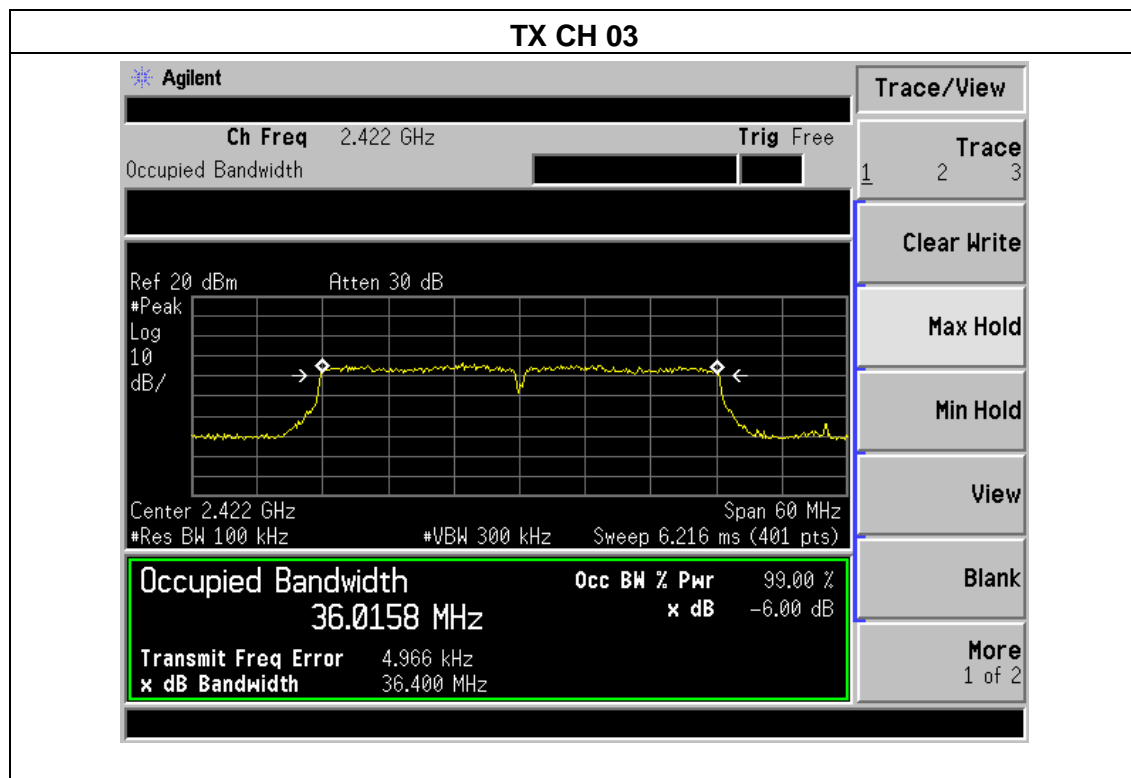 TX CH 03
Agilent
Trace/View
Ch Freq 2.422 GHz Trig Free
Occupied Bandwidth
Trace
1 2 3
Clear Write
Max Hold
Min Hold
View
Blank
More
1 of 2
Ref 20 dBm Atten 30 dB
#Peak
Log
10
dB/
Center 2.422 GHz Span 60 MHz
#Res BW 100 kHz #VBW 300 kHz Sweep 6.216 ms (401 pts)
Occupied Bandwidth Occ BW % Pwr 99.00 %
36.0158 MHz x dB -6.00 dB
Transmit Freq Error 4.966 kHz
x dB Bandwidth 36.400 MHz